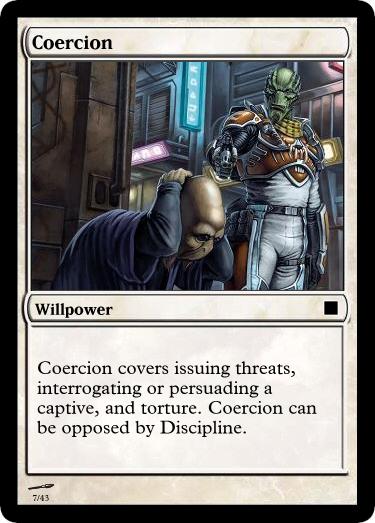 Coercion
Willpower
Coercion covers issuing threats,
interrogating or persuading a
captive, and torture. Coercion can
be opposed by Discipline.
7/43